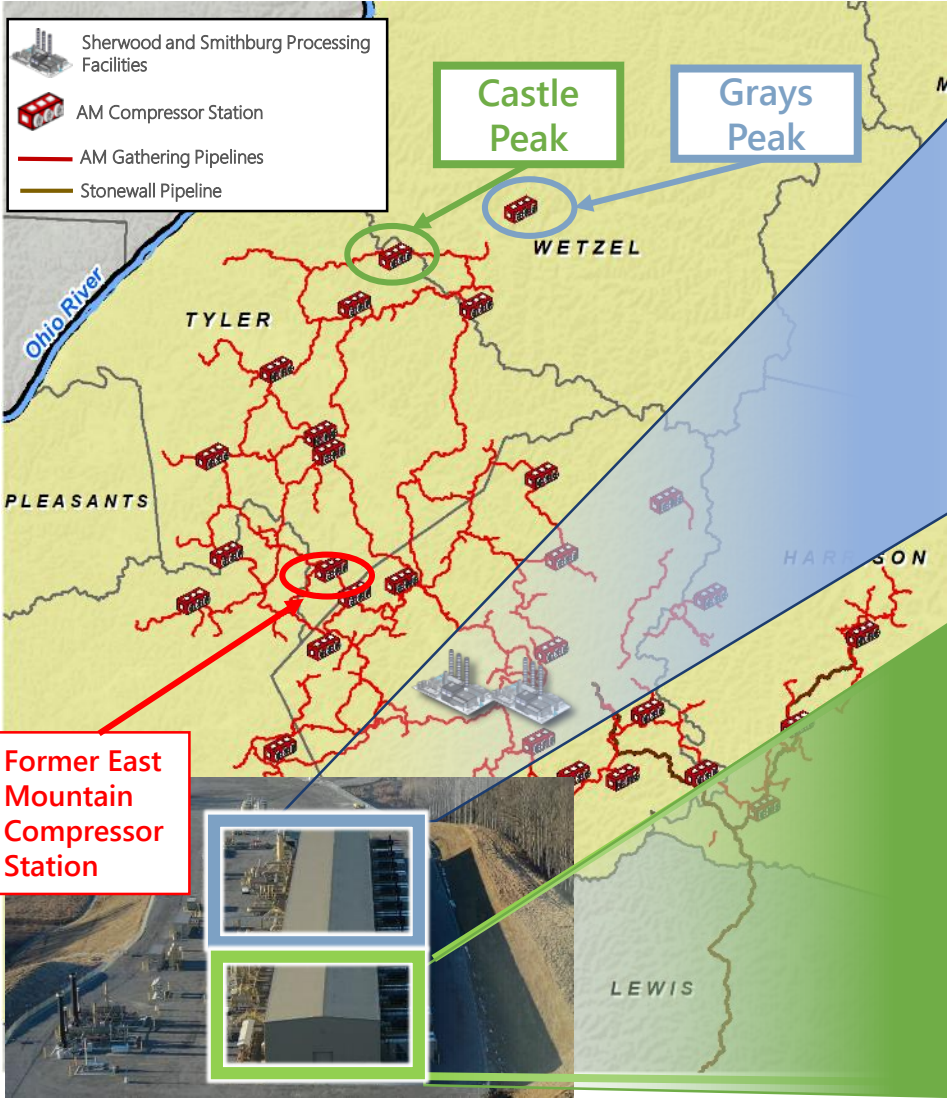 Sherwood and Smithburg Processing
Facilities
AM Compressor Station
AM Gathering Pipelines
Stonewall Pipeline
Castle
Peak
Grays
Peak
M
WETZEL
Ohio River
TYLER
PLEASANTS
HARRISON
Former East
Mountain
Compressor
Station
LEWIS